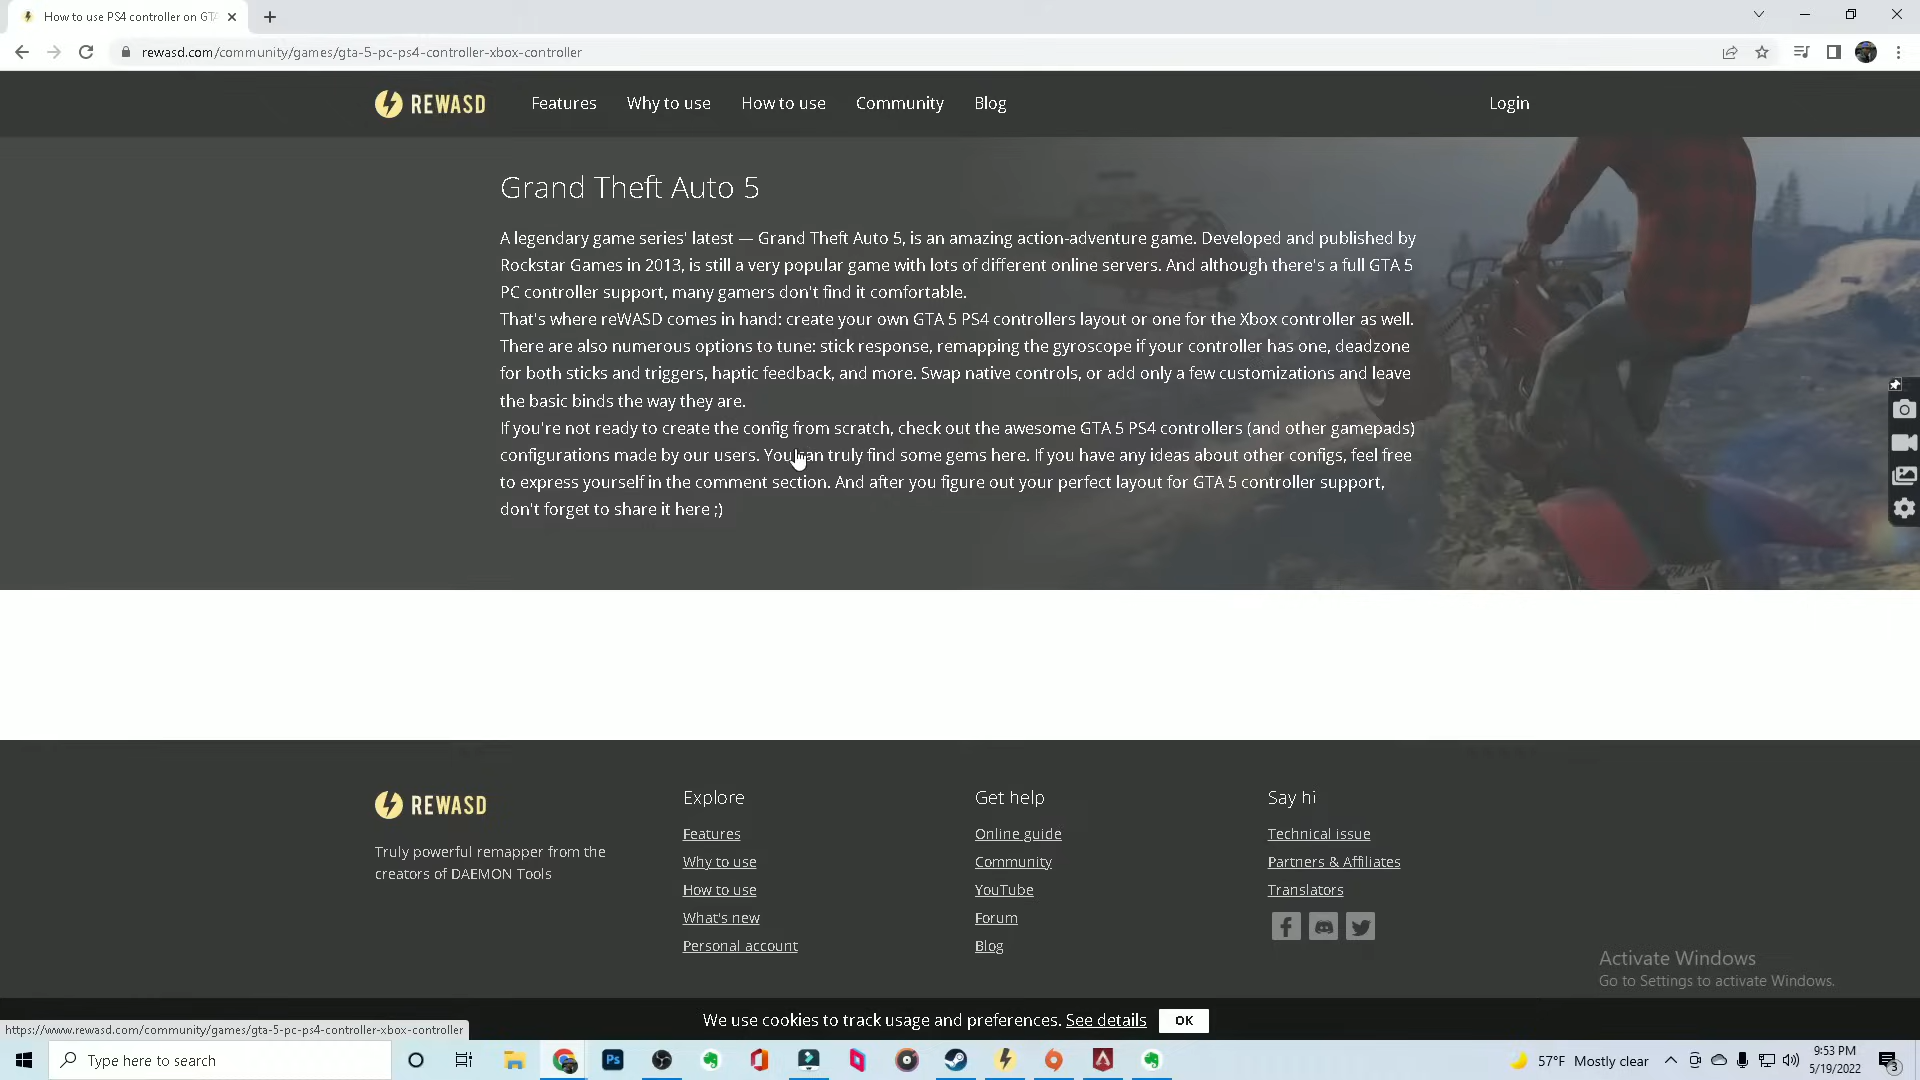 How to use PS4 controller on GTA
rewasd.com/community/games/gta-5-pc-ps4-controller-xbox-controller
REWASD
Features
Why to use
How to use
Community
Blog
Login
Grand Theft Auto 5
A legendary game series' latest — Grand Theft Auto 5, is an amazing action-adventure game. Developed and published by
Rockstar Games in 2013, is still a very popular game with lots of different online servers. And although there's a full GTA 5
PC controller support, many gamers don't find it comfortable.
That's where reWASD comes in hand: create your own GTA 5 PS4 controllers layout or one for the Xbox controller as well.
There are also numerous options to tune: stick response, remapping the gyroscope if your controller has one, deadzone
for both sticks and triggers, haptic feedback, and more. Swap native controls, or add only a few customizations and leave
the basic binds the way they are.
If you're not ready to create the config from scratch, check out the awesome GTA 5 PS4 controllers (and other gamepads)
configurations made by our users. You can truly find some gems here. If you have any ideas about other configs, feel free
to express yourself in the comment section. And after you figure out your perfect layout for GTA 5 controller support,
don't forget to share it here ;)
REWASD
Truly powerful remapper from the
creators of DAEMON Tools
Explore
Features
Why to use
How to use
What's new
Personal account
Get help
Online guide
Community
YouTube
Forum
Blog
Say hi
Technical issue
Partners & Affiliates
Translators
Activate Windows
Go to Settings to activate Windows.
We use cookies to track usage and preferences. See details
OK
https://www.rewasd.com/community/games/gta-5-pc-ps4-controller-xbox-controller
Type here to search
Ps
57°F Mostly clear
9:53 PM
5/19/2022
3